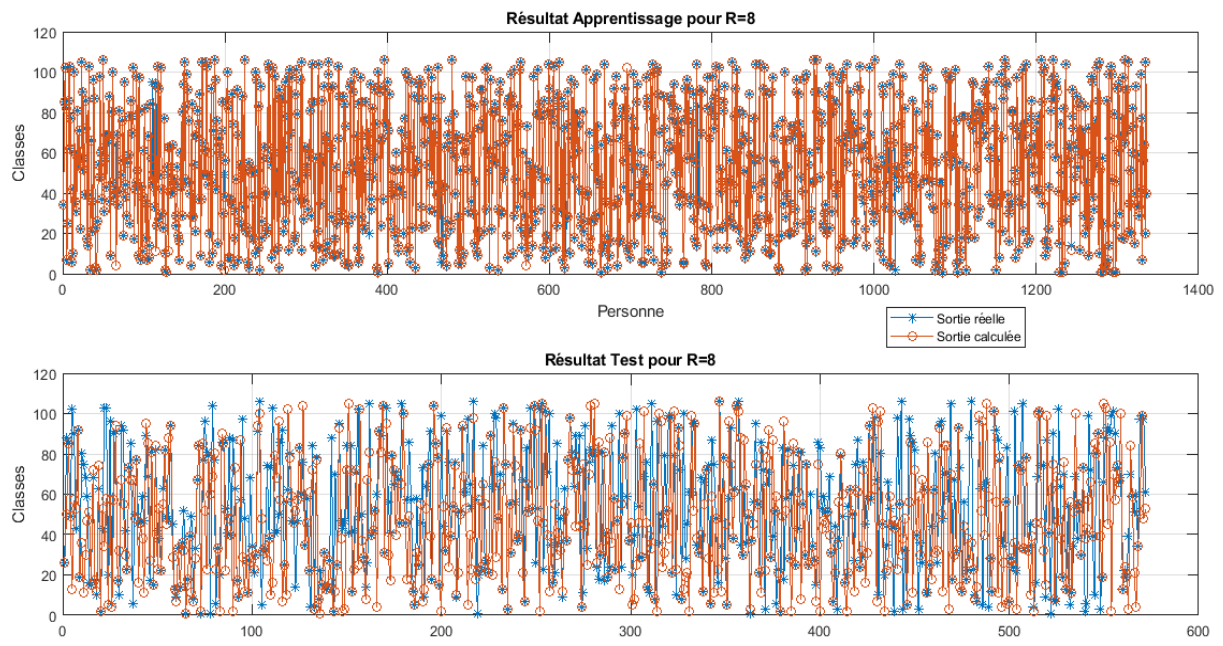 Résultat Apprentissage pour R=8
120
100
80
60
40
20
0
Classes
0 200 400 600 800 1000 1200 1400
Personne
Sortie réelle
Sortie calculée
Résultat Test pour R=8
120
100
80
60
40
20
0
Classes
0 100 200 300 400 500 600